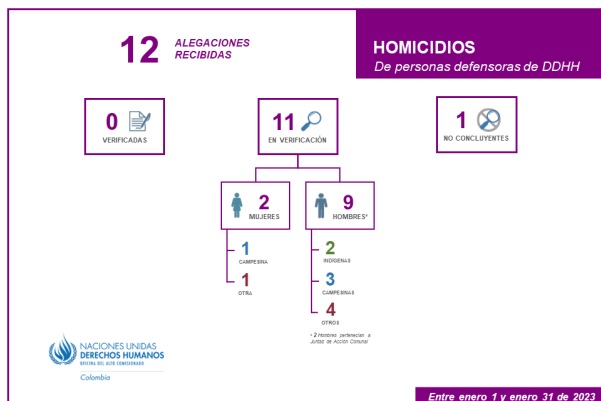 12 ALEGACIONES
RECIBIDAS
HOMICIDIOS
De personas defensoras de DDHH
0
VERIFICADAS
11
EN VERIFICACIÓN
1
NO CONCLUYENTES
2
MUJERES
9
HOMBRES*
1
CAMPESINA
1
OTRA
2
INDÍGENAS
3
CAMPESINAS
4
OTROS
* 2 Hombres pertenecían a
Juntas de Acción Comunal
NACIONES UNIDAS
DERECHOS HUMANOS
OFICINA DEL ALTO COMISIONADO
Colombia
Entre enero 1 y enero 31 de 2023